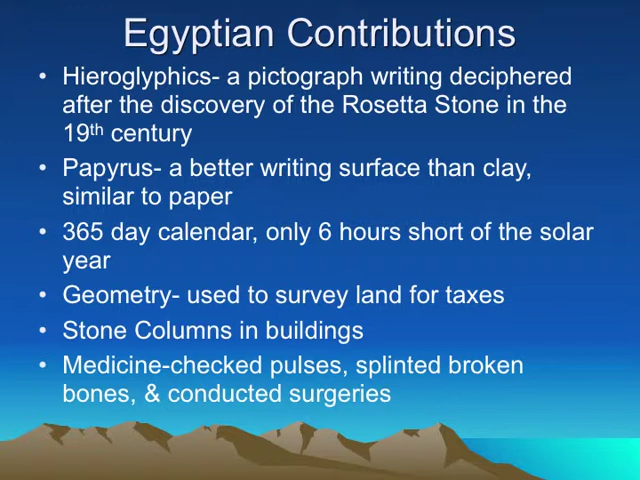 Egyptian Contributions
• Hieroglyphics- a pictograph writing deciphered
after the discovery of the Rosetta Stone in the
19th century
• Papyrus- a better writing surface than clay,
similar to paper
• 365 day calendar, only 6 hours short of the solar
year
• Geometry- used to survey land for taxes
• Stone Columns in buildings
• Medicine-checked pulses, splinted broken
bones, & conducted surgeries